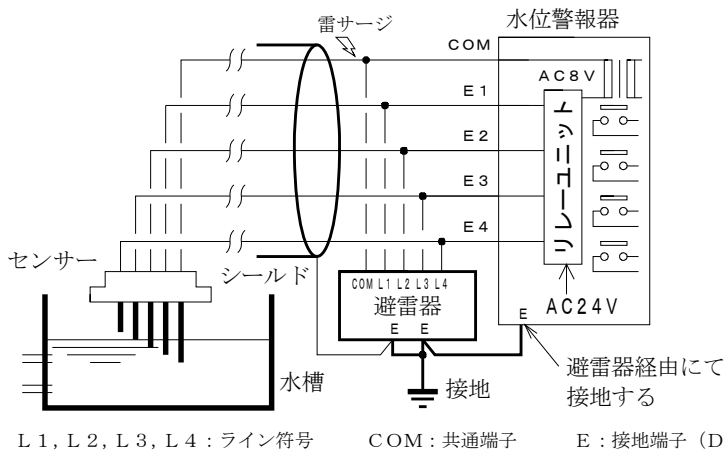 雷サージ
水位警報器
COM
AC8V
E1
E2
E3
E4
リレーユニット
センサー
シールド
COM L1 L2 L3 L4
避雷器
E E
E
AC24V
水槽
接地
避雷器経由にて
接地する
L1,L2,L3,L4:ライン符号 COM:共通端子 E:接地端子(D